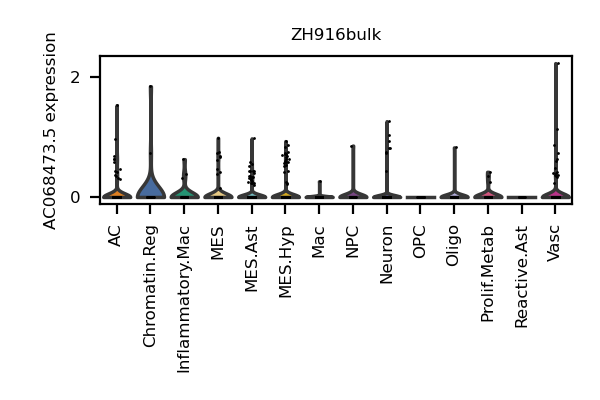 ZH916bulk
AC068473.5 expression
2
0
AC
Chromatin.Reg
Inflammatory.Mac
MES
MES.Ast
MES.Hyp
Mac
NPC
Neuron
OPC
Oligo
Prolif.Metab
Reactive.Ast
Vasc